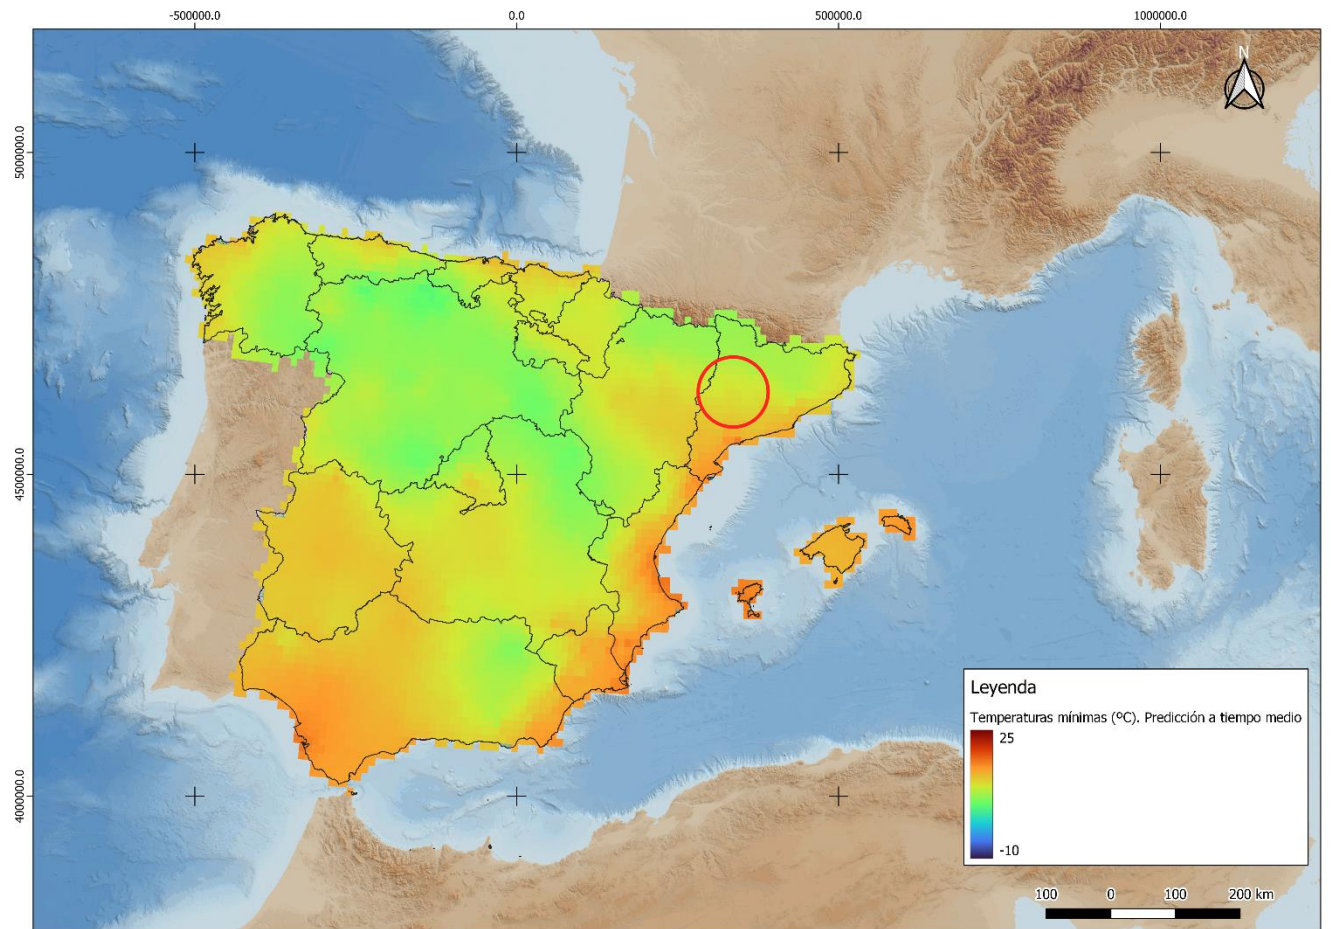 -500000.0 0.0 500000.0 1000000.0
N
5000000.0
4500000.0
4000000.0
Leyenda
Temperaturas mínimas (ºC). Predicción a tiempo medio
25
-10
100 0 100 200 km